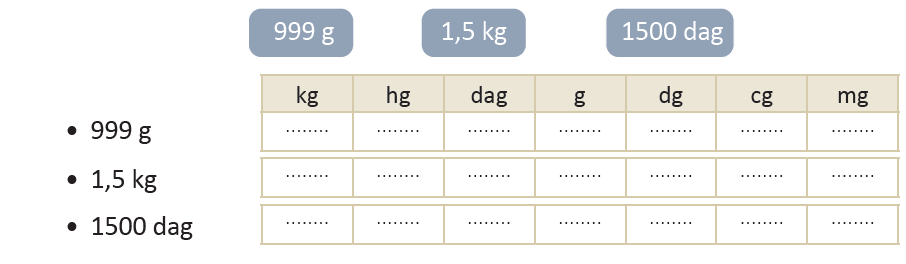 999 g 1,5 kg 1500 dag
kg hg dag g dg cg mg
• 999 g ........ ........ ........ ........ ........ ........ ........
• 1,5 kg ........ ........ ........ ........ ........ ........ ........
• 1500 dag ........ ........ ........ ........ ........ ........ ........